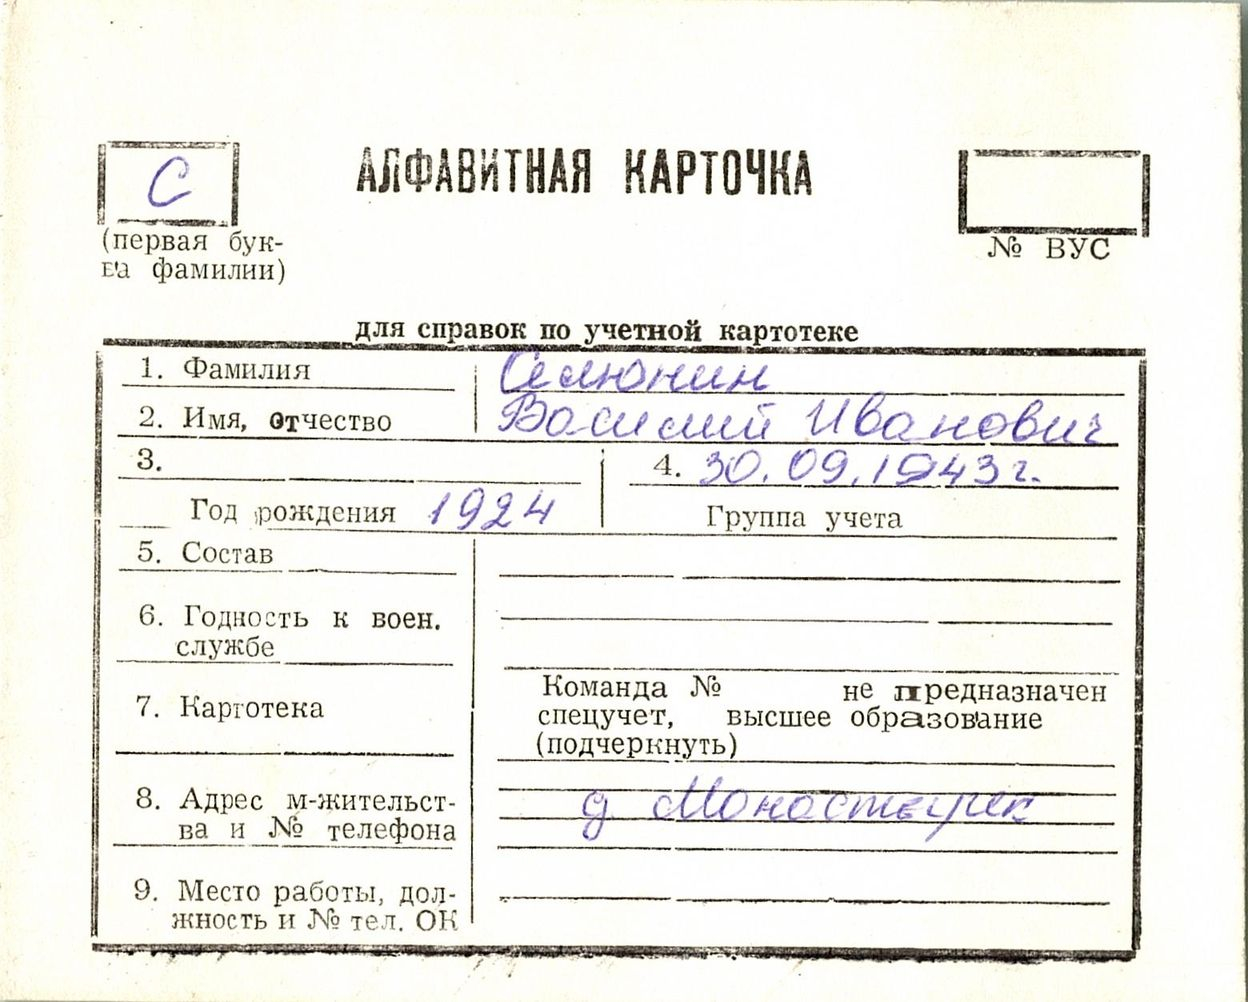 С
АЛФАВИТНАЯ КАРТОЧКА
(первая бук-
ва фамилии)
№ ВУС
для справок по учетной картотеке
1. Фамилия Селюнин
2. Имя, отчество Василий Иванович
3.
4. 30.09.1943 г.
Год рождения 1924
Группа учета
5. Состав
6. Годность к воен.
службе
7. Картотека
Команда № не предназначен
спецучет, высшее образование
(подчеркнуть)
8. Адрес м-жительст-
ва и № телефона
д Монастырек
9. Место работы, дол-
жность и № тел. ОК